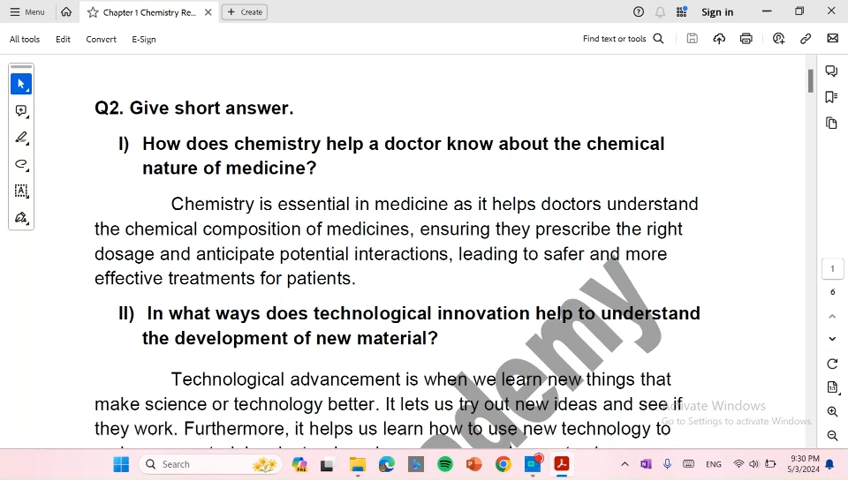 Menu
Chapter 1 Chemistry Re...
Create
Sign in
All tools
Edit
Convert
E-Sign
Find text or tools
Q2. Give short answer.
I) How does chemistry help a doctor know about the chemical
nature of medicine?
Chemistry is essential in medicine as it helps doctors understand
the chemical composition of medicines, ensuring they prescribe the right
dosage and anticipate potential interactions, leading to safer and more
effective treatments for patients.
II) In what ways does technological innovation help to understand
the development of new material?
Technological advancement is when we learn new things that
make science or technology better. It lets us try out new ideas and see if
they work. Furthermore, it helps us learn how to use new technology to
ademy
1
6
Activate Windows
Go to Settings to activate Windows.
Search
ENG
9:30 PM
5/3/2024